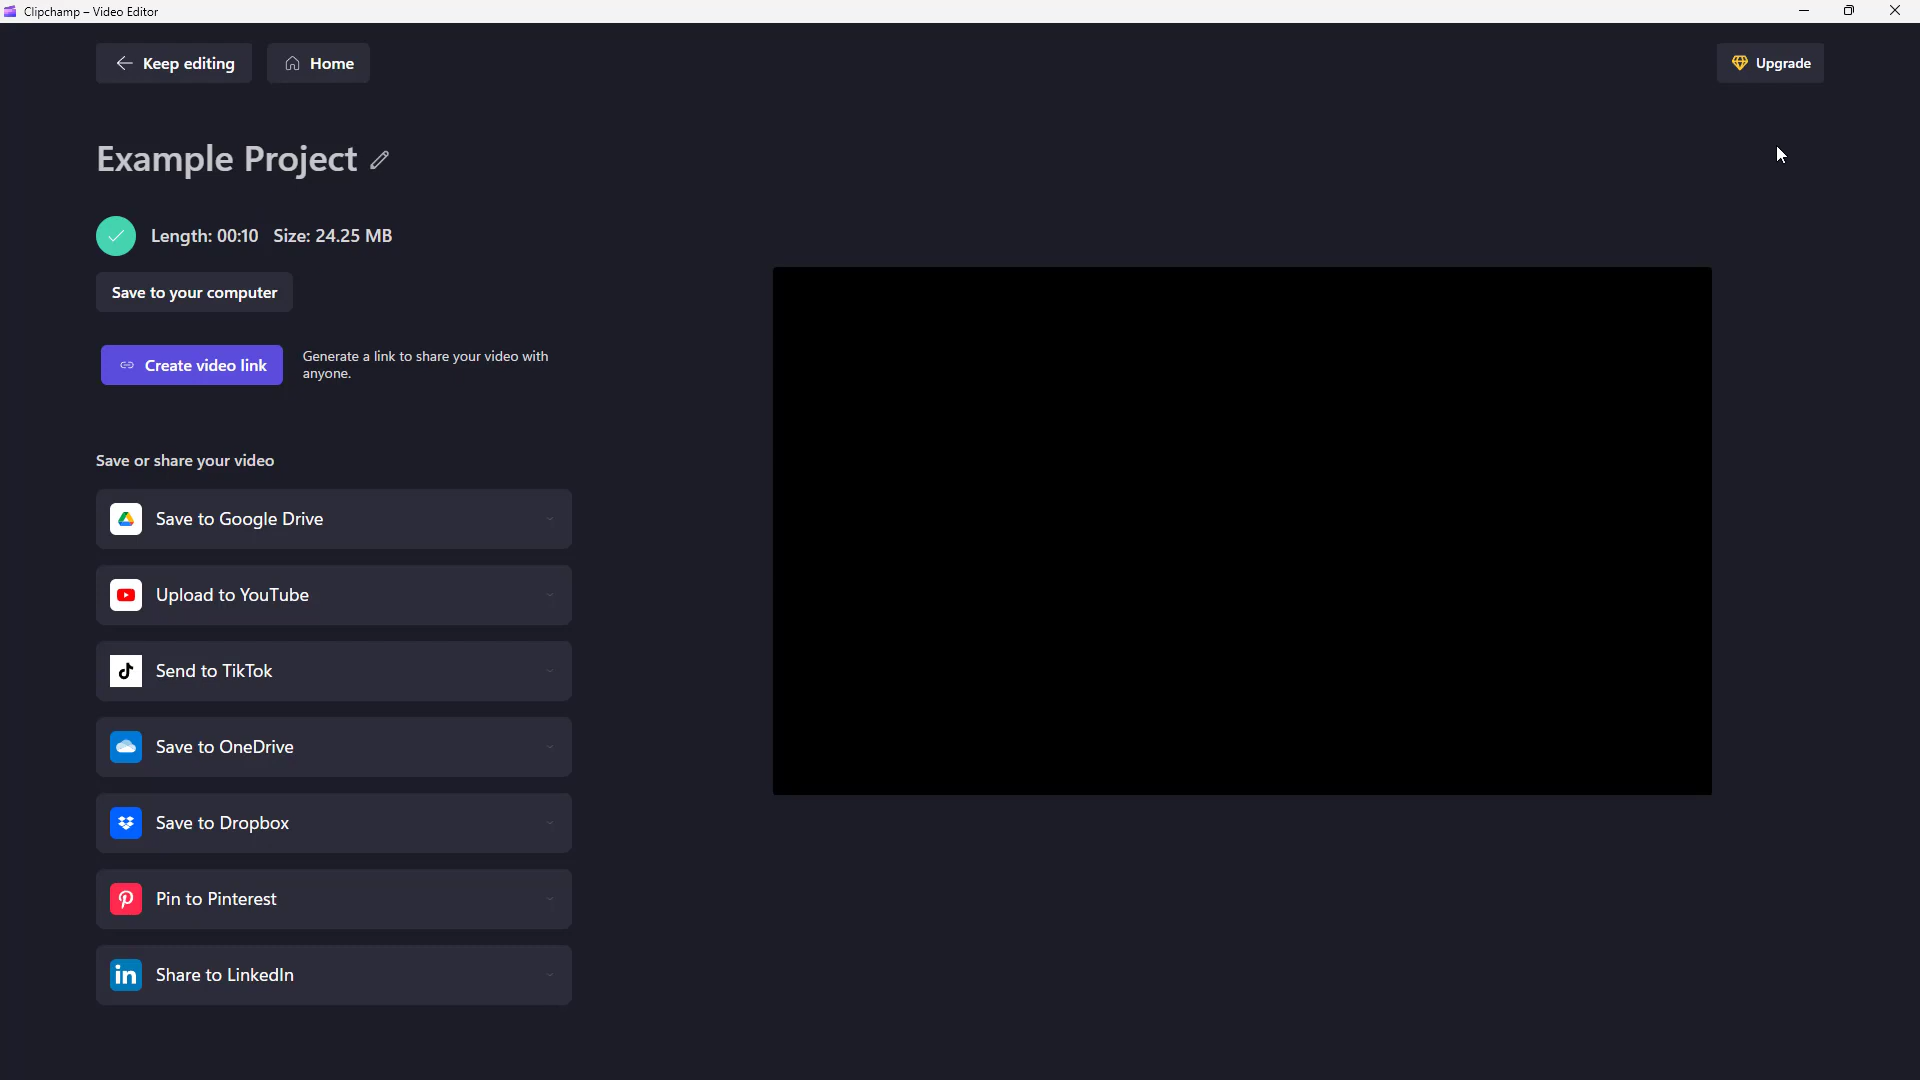 Clipchamp – Video Editor
Keep editing
Home
Upgrade
Example Project
Length: 00:10 Size: 24.25 MB
Save to your computer
Create video link
Generate a link to share your video with
anyone.
Save or share your video
Save to Google Drive
Upload to YouTube
Send to TikTok
Save to OneDrive
Save to Dropbox
Pin to Pinterest
Share to LinkedIn